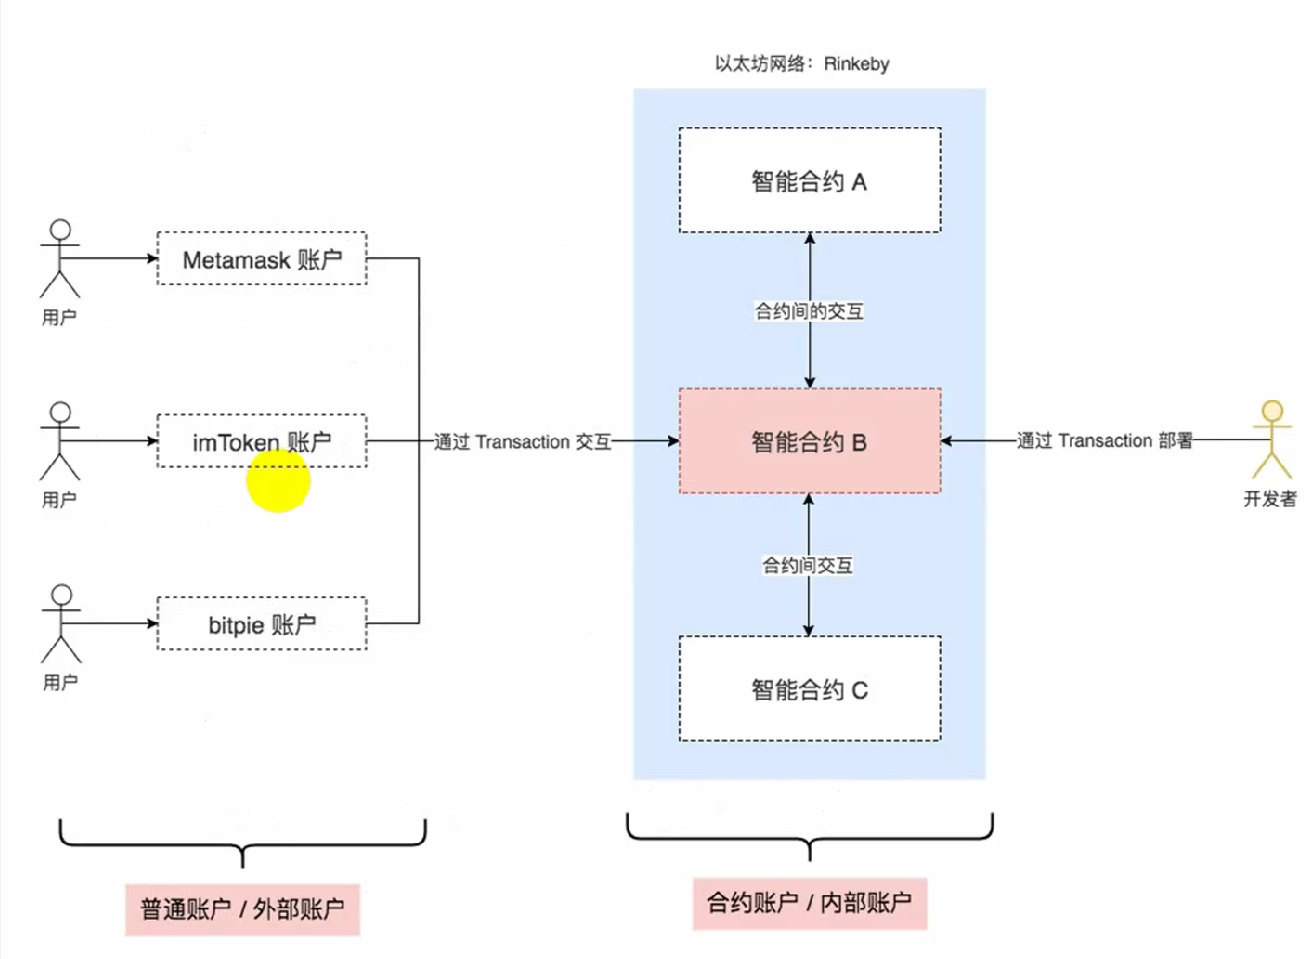 以太坊网络：Rinkeby
智能合约 A
Metamask 账户
用户
合约间的交互
imToken 账户
通过 Transaction 交互
智能合约 B
通过 Transaction 部署
用户
开发者
合约间交互
bitpie 账户
用户
智能合约 C
普通账户 / 外部账户
合约账户 / 内部账户